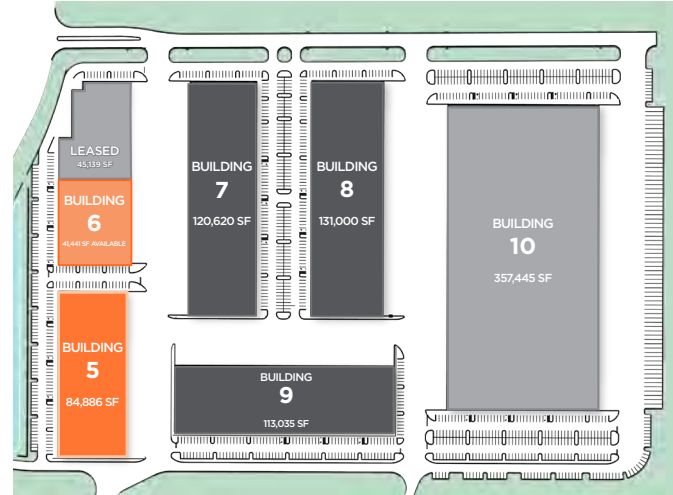 LEASED
45,139 SF
BUILDING
6
41,441 SF AVAILABLE
BUILDING
5
84,886 SF
BUILDING
7
120,620 SF
BUILDING
8
131,000 SF
BUILDING
9
113,035 SF
BUILDING
10
357,445 SF